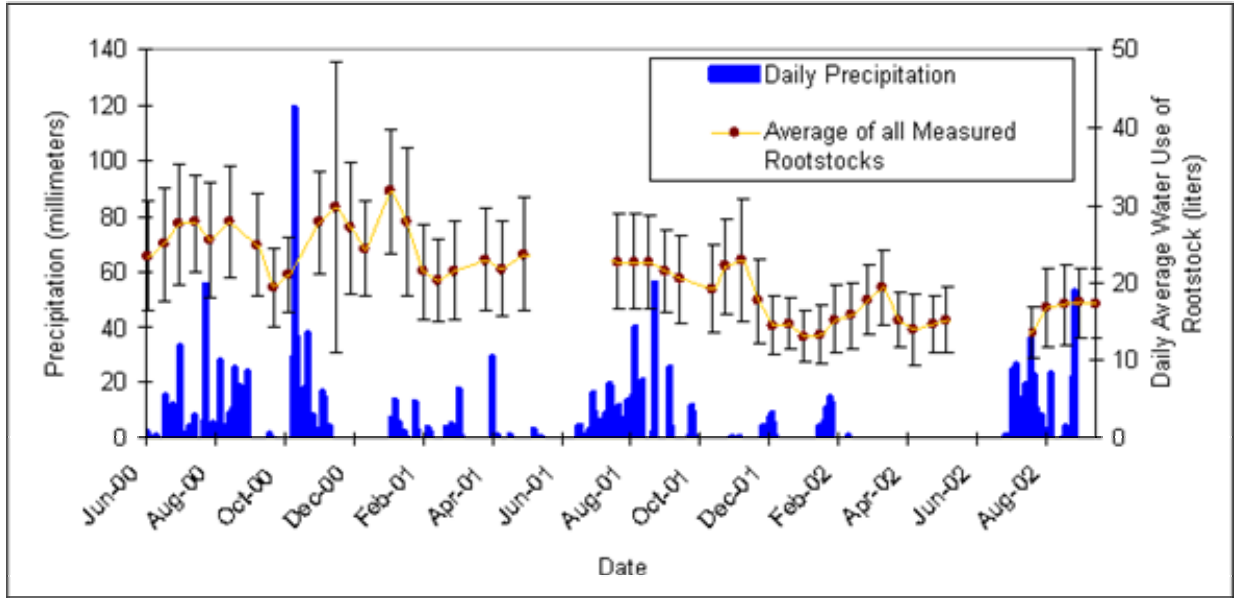 140
120
100
80
60
40
20
0
Precipitation (millimeters)
50
40
30
20
10
0
Daily Average Water Use of
Rootstock (liters)
Daily Precipitation
Average of all Measured
Rootstocks
Jun-00
Aug-00
Oct-00
Dec-00
Feb-01
Apr-01
Jun-01
Aug-01
Oct-01
Dec-01
Feb-02
Apr-02
Jun-02
Aug-02
Date